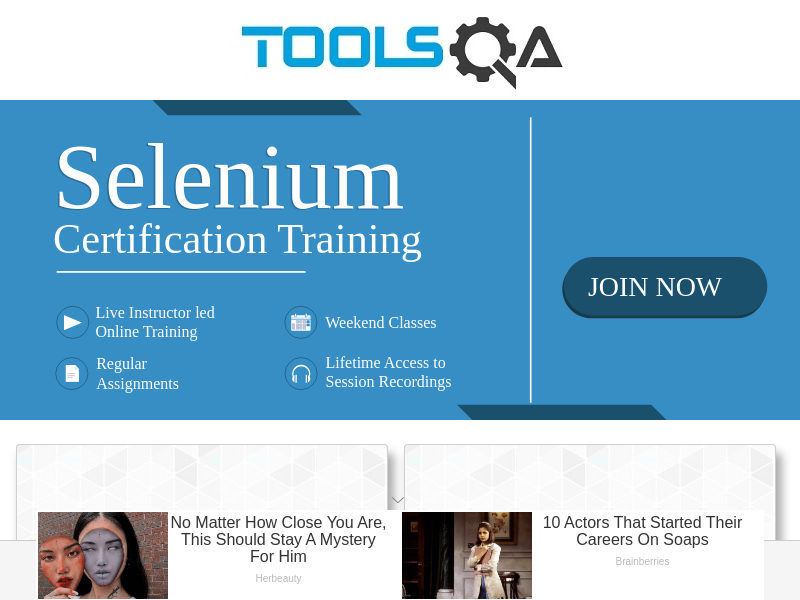 TOOLSQA
Selenium
Certification Training
JOIN NOW
Live Instructor led
Online Training
Weekend Classes
Regular
Assignments
Lifetime Access to
Session Recordings
No Matter How Close You Are,
This Should Stay A Mystery
For Him
Herbeauty
10 Actors That Started Their
Careers On Soaps
Brainberries